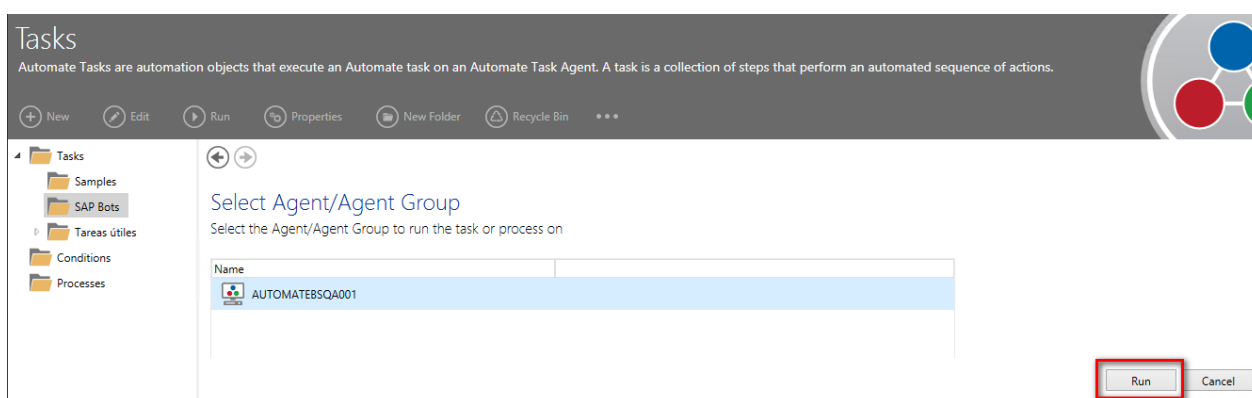 Tasks
Automate Tasks are automation objects that execute an Automate task on an Automate Task Agent. A task is a collection of steps that perform an automated sequence of actions.
New Edit Run Properties New Folder Recycle Bin
Tasks
Samples
SAP Bots
Tareas útiles
Conditions
Processes
Select Agent/Agent Group
Select the Agent/Agent Group to run the task or process on
Name
AUTOMATEBSQA001
Run Cancel